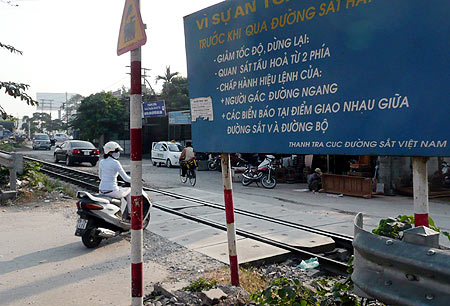 VÌ SỰ AN TOÀN
TRƯỚC KHI QUA ĐƯỜNG SẮT HÃY
- GIẢM TỐC ĐỘ, DỪNG LẠI:
- QUAN SÁT TẦU HOẢ TỪ 2 PHÍA
- CHẤP HÀNH HIỆU LỆNH CỦA:
+ NGƯỜI GÁC ĐƯỜNG NGANG
+ CÁC BIỂN BÁO TẠI ĐIỂM GIAO NHAU GIỮA
ĐƯỜNG SẮT VÀ ĐƯỜNG BỘ
THANH TRA CỤC ĐƯỜNG SẮT VIỆT NAM